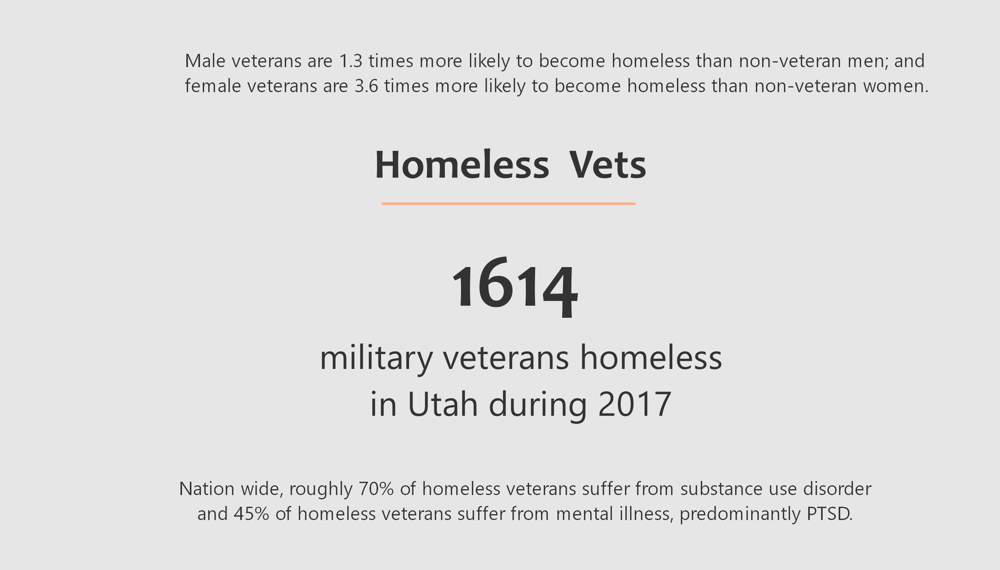 Male veterans are 1.3 times more likely to become homeless than non-veteran men; and
female veterans are 3.6 times more likely to become homeless than non-veteran women.
Homeless Vets
1614
military veterans homeless
in Utah during 2017
Nation wide, roughly 70% of homeless veterans suffer from substance use disorder
and 45% of homeless veterans suffer from mental illness, predominantly PTSD.